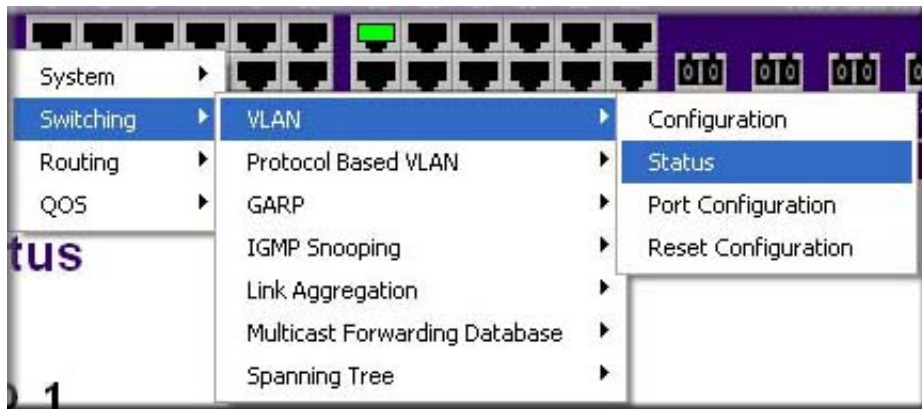 System
Switching
Routing
QOS
VLAN
Protocol Based VLAN
GARP
IGMP Snooping
Link Aggregation
Multicast Forwarding Database
Spanning Tree
Configuration
Status
Port Configuration
Reset Configuration
tus
1